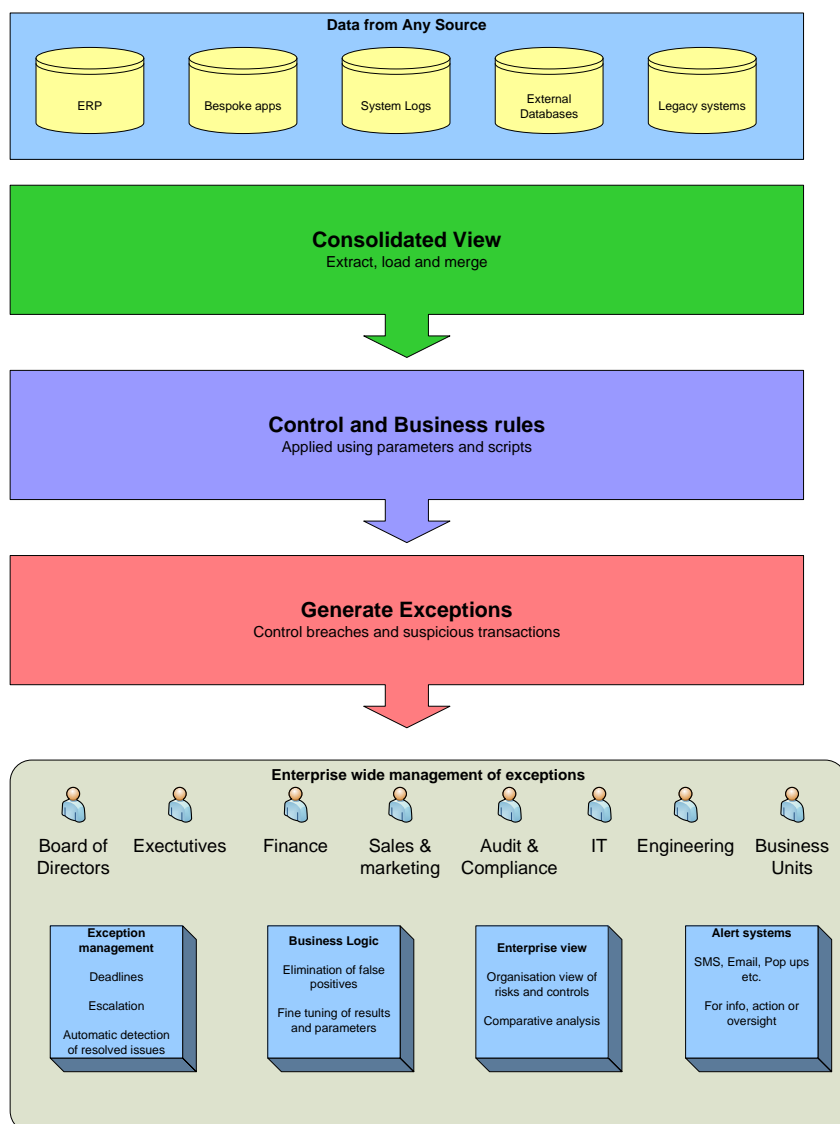 Data from Any Source
ERP
Bespoke apps
System Logs
External
Databases
Legacy systems
Consolidated View
Extract, load and merge
Control and Business rules
Applied using parameters and scripts
Generate Exceptions
Control breaches and suspicious transactions
Enterprise wide management of exceptions
Board of
Directors
Exectutives
Finance
Sales &
marketing
Audit &
Compliance
IT
Engineering
Business
Units
Exception
management
Deadlines
Escalation
Automatic detection
of resolved issues
Business Logic
Elimination of false
positives
Fine tuning of results
and parameters
Enterprise view
Organisation view of
risks and controls
Comparative analysis
Alert systems
SMS, Email, Pop ups
etc.
For info, action or
oversight